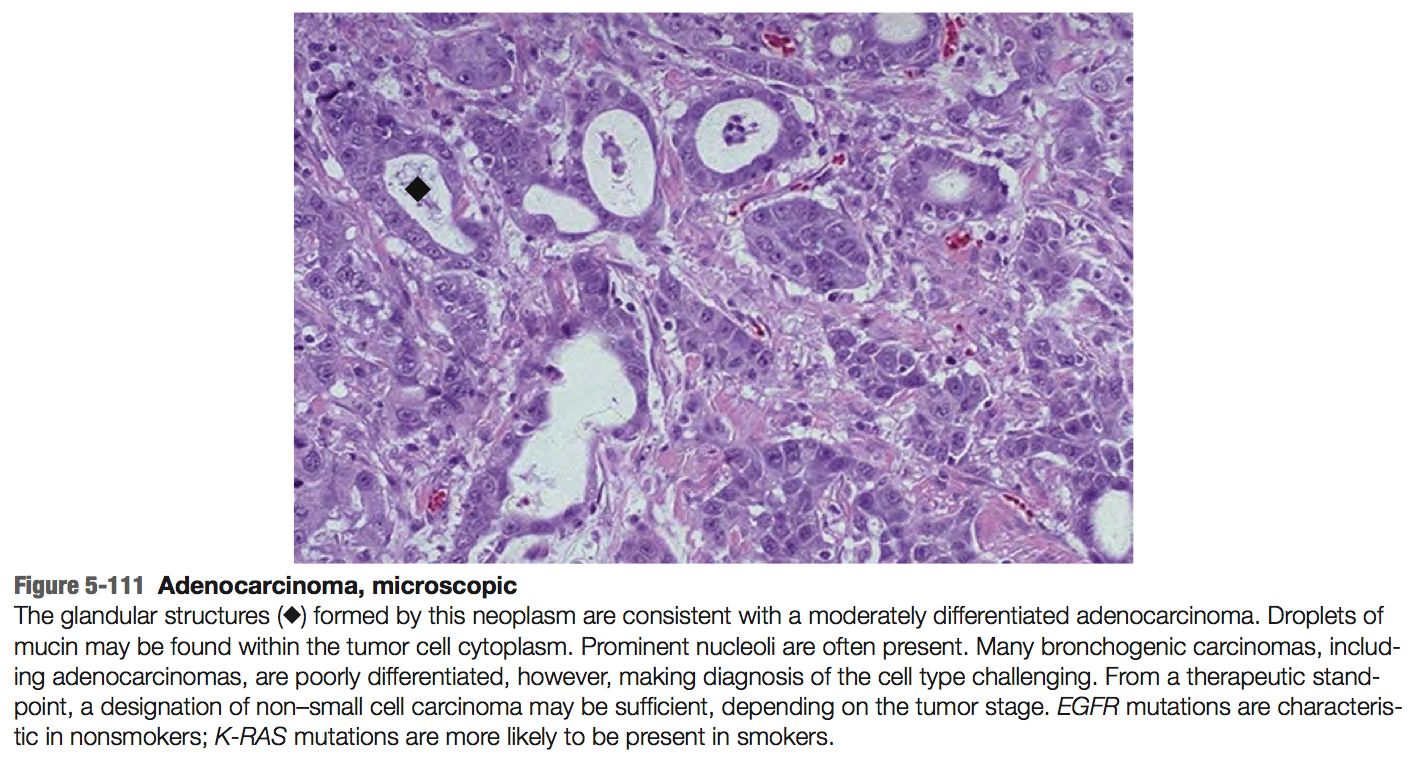 Figure 5-111 Adenocarcinoma, microscopic
The glandular structures (◆) formed by this neoplasm are consistent with a moderately differentiated adenocarcinoma. Droplets of
mucin may be found within the tumor cell cytoplasm. Prominent nucleoli are often present. Many bronchogenic carcinomas, includ-
ing adenocarcinomas, are poorly differentiated, however, making diagnosis of the cell type challenging. From a therapeutic stand-
point, a designation of non–small cell carcinoma may be sufficient, depending on the tumor stage. EGFR mutations are characteris-
tic in nonsmokers; K-RAS mutations are more likely to be present in smokers.